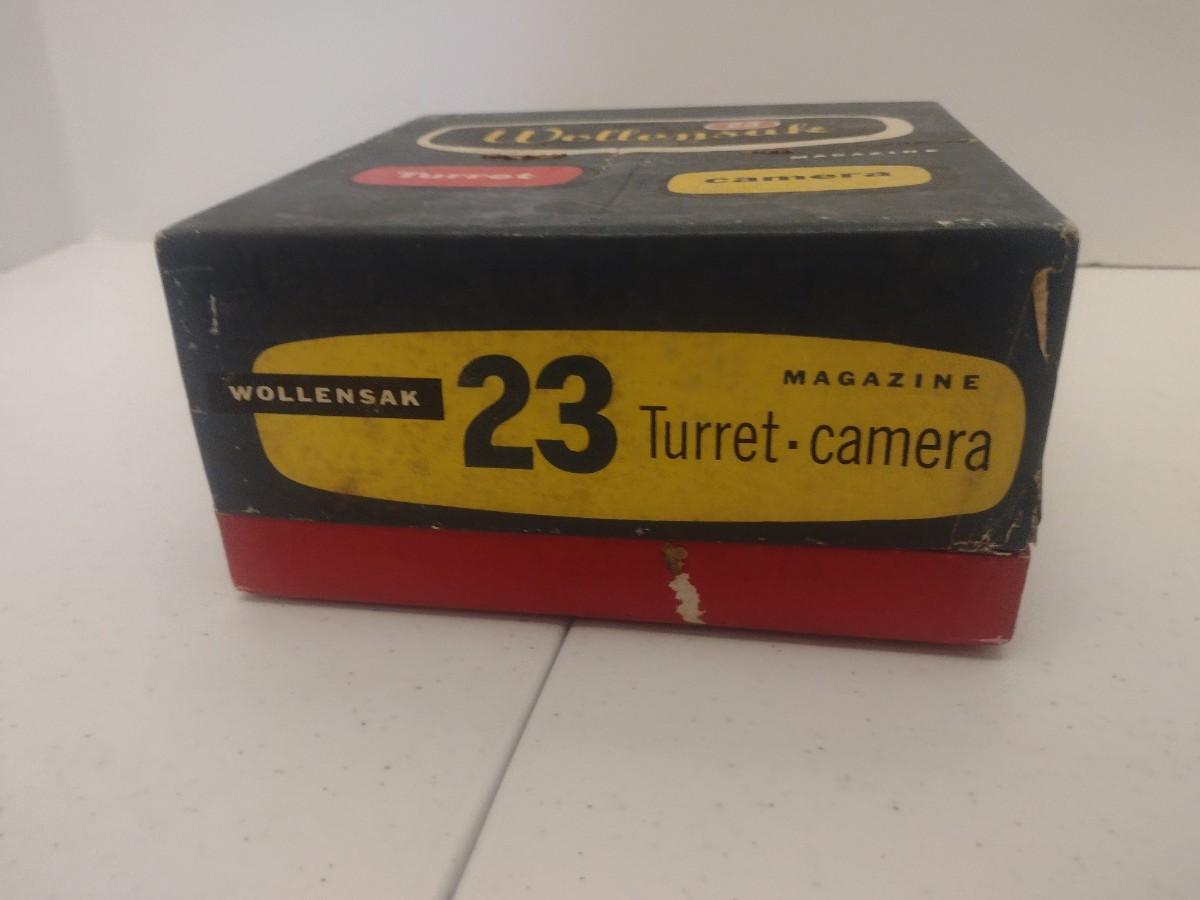 Wollensak
MAGAZINE
Turret
camera
WOLLENSAK
23
MAGAZINE
Turret · camera